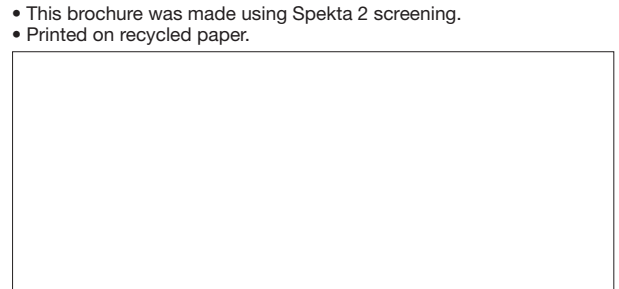 • This brochure was made using Spekta 2 screening.
• Printed on recycled paper.